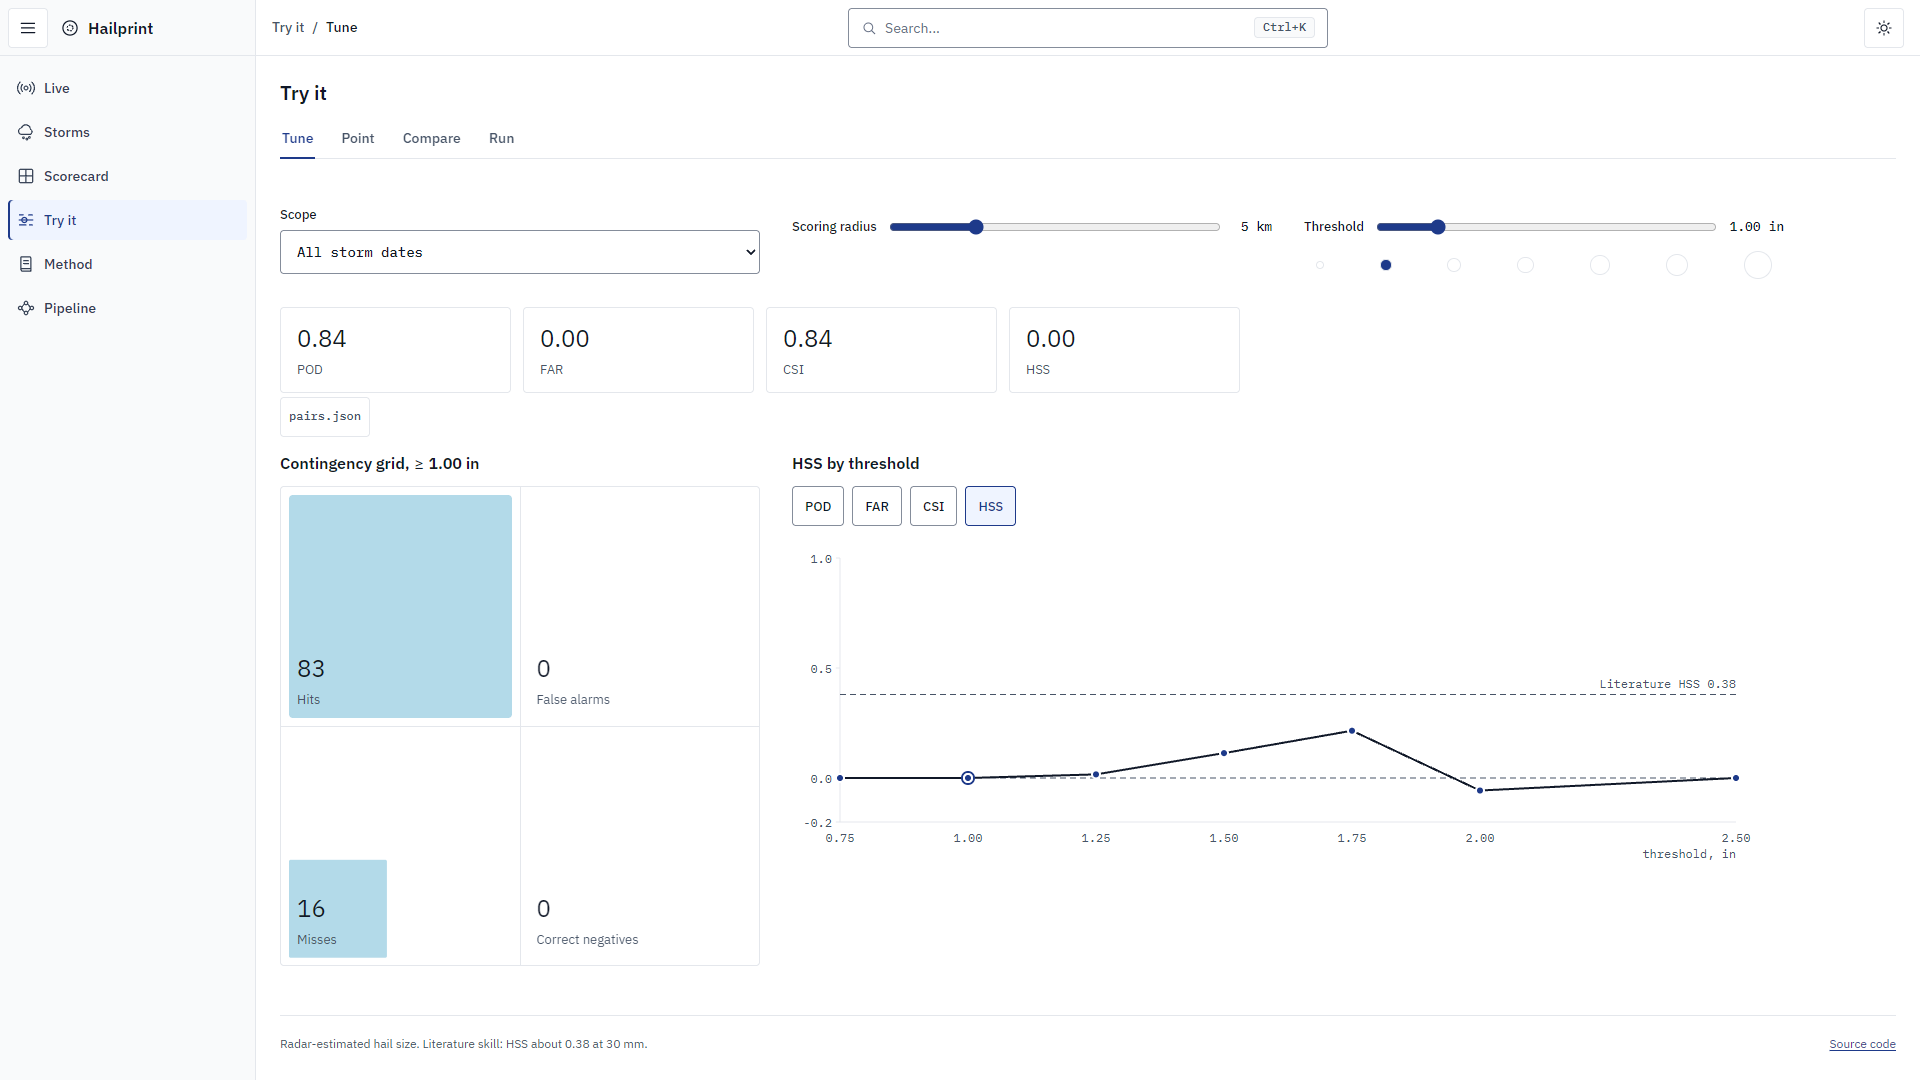 Hailprint
Try it / Tune
Search...
Ctrl+K
Live
Storms
Scorecard
Try it
Method
Pipeline
Try it
Tune
Point
Compare
Run
Scope
All storm dates
Scoring radius
5 km
Threshold
1.00 in
0.84
POD
0.00
FAR
0.84
CSI
0.00
HSS
pairs.json
Contingency grid, ≥ 1.00 in
83
Hits
0
False alarms
16
Misses
0
Correct negatives
HSS by threshold
POD
FAR
CSI
HSS
1.0
0.5
Literature HSS 0.38
0.0
-0.2
0.75
1.00
1.25
1.50
1.75
2.00
2.50
threshold, in
Radar-estimated hail size. Literature skill: HSS about 0.38 at 30 mm.
Source code